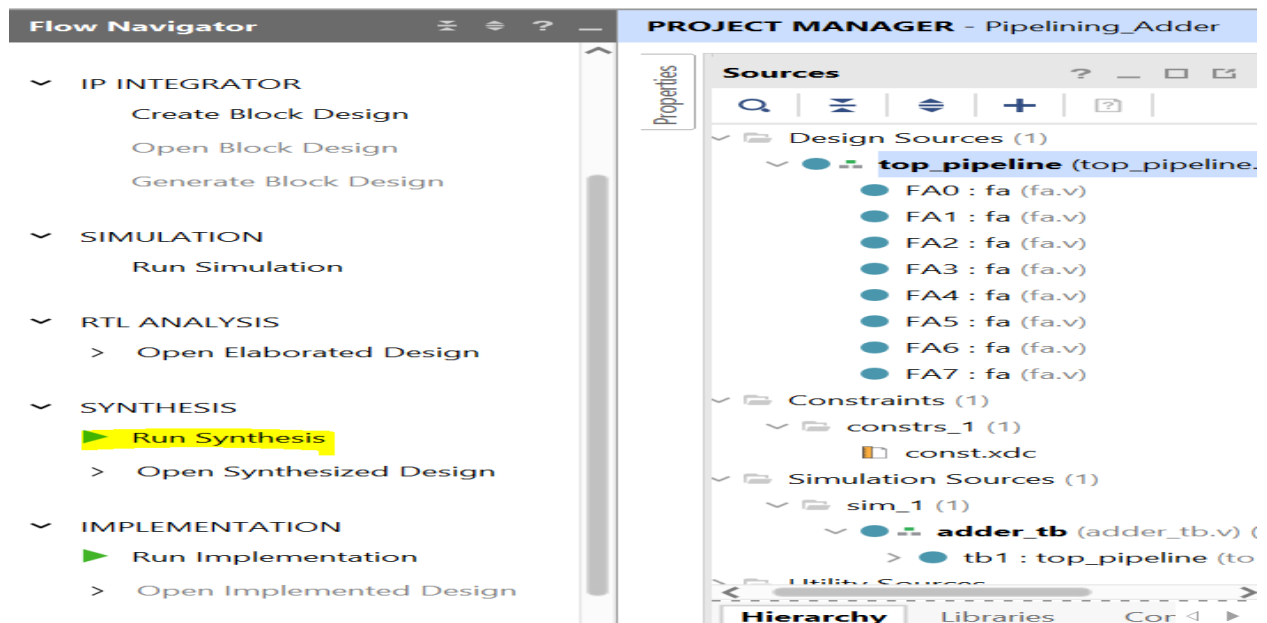 Flow Navigator
?
IP INTEGRATOR
Create Block Design
Open Block Design
Generate Block Design
SIMULATION
Run Simulation
RTL ANALYSIS
> Open Elaborated Design
SYNTHESIS
Run Synthesis
> Open Synthesized Design
IMPLEMENTATION
Run Implementation
> Open Implemented Design
PROJECT MANAGER - Pipelining_Adder
Properties
Sources
?
Design Sources (1)
top_pipeline (top_pipeline.
FA0 : fa (fa.v)
FA1 : fa (fa.v)
FA2 : fa (fa.v)
FA3 : fa (fa.v)
FA4 : fa (fa.v)
FA5 : fa (fa.v)
FA6 : fa (fa.v)
FA7 : fa (fa.v)
Constraints (1)
constrs_1 (1)
const.xdc
Simulation Sources (1)
sim_1 (1)
adder_tb (adder_tb.v) (
> tb1 : top_pipeline (to
Utility Sources
Hierarchy Libraries Cor